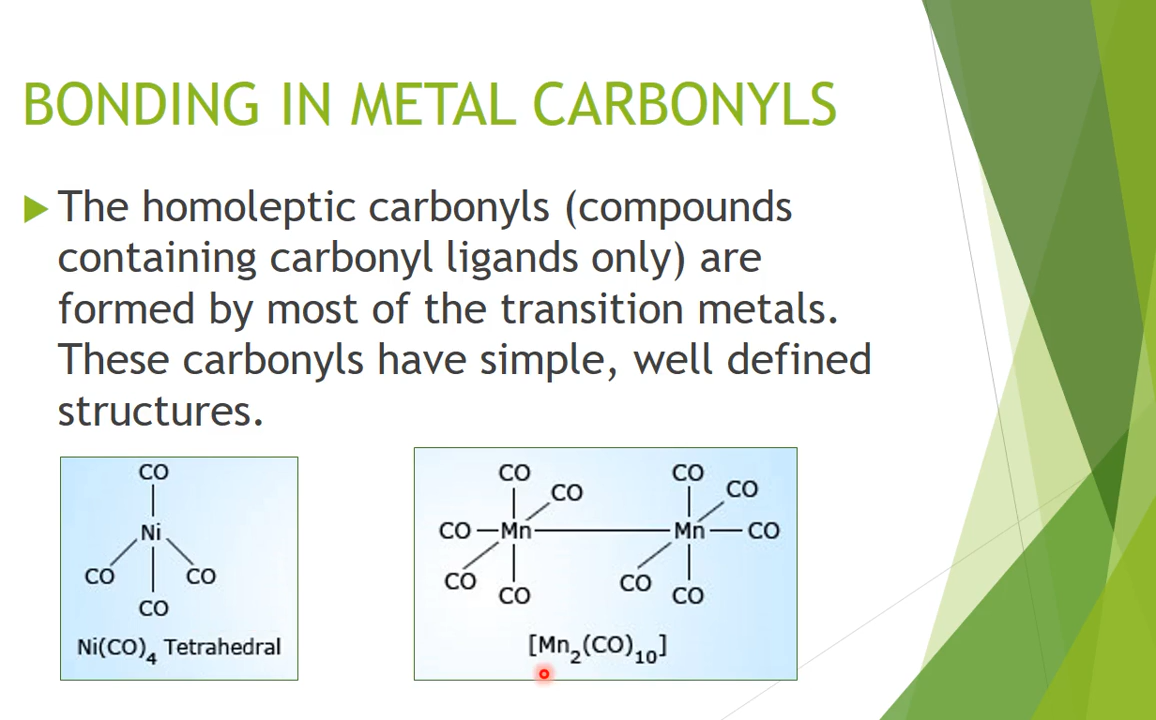 BONDING IN METAL CARBONYLS
The homoleptic carbonyls (compounds
containing carbonyl ligands only) are
formed by most of the transition metals.
These carbonyls have simple, well defined
structures.
CO
Ni
CO CO
CO
Ni(CO)₄ Tetrahedral
CO CO
CO CO
CO Mn Mn CO
CO CO
CO CO
[Mn₂(CO)₁₀]